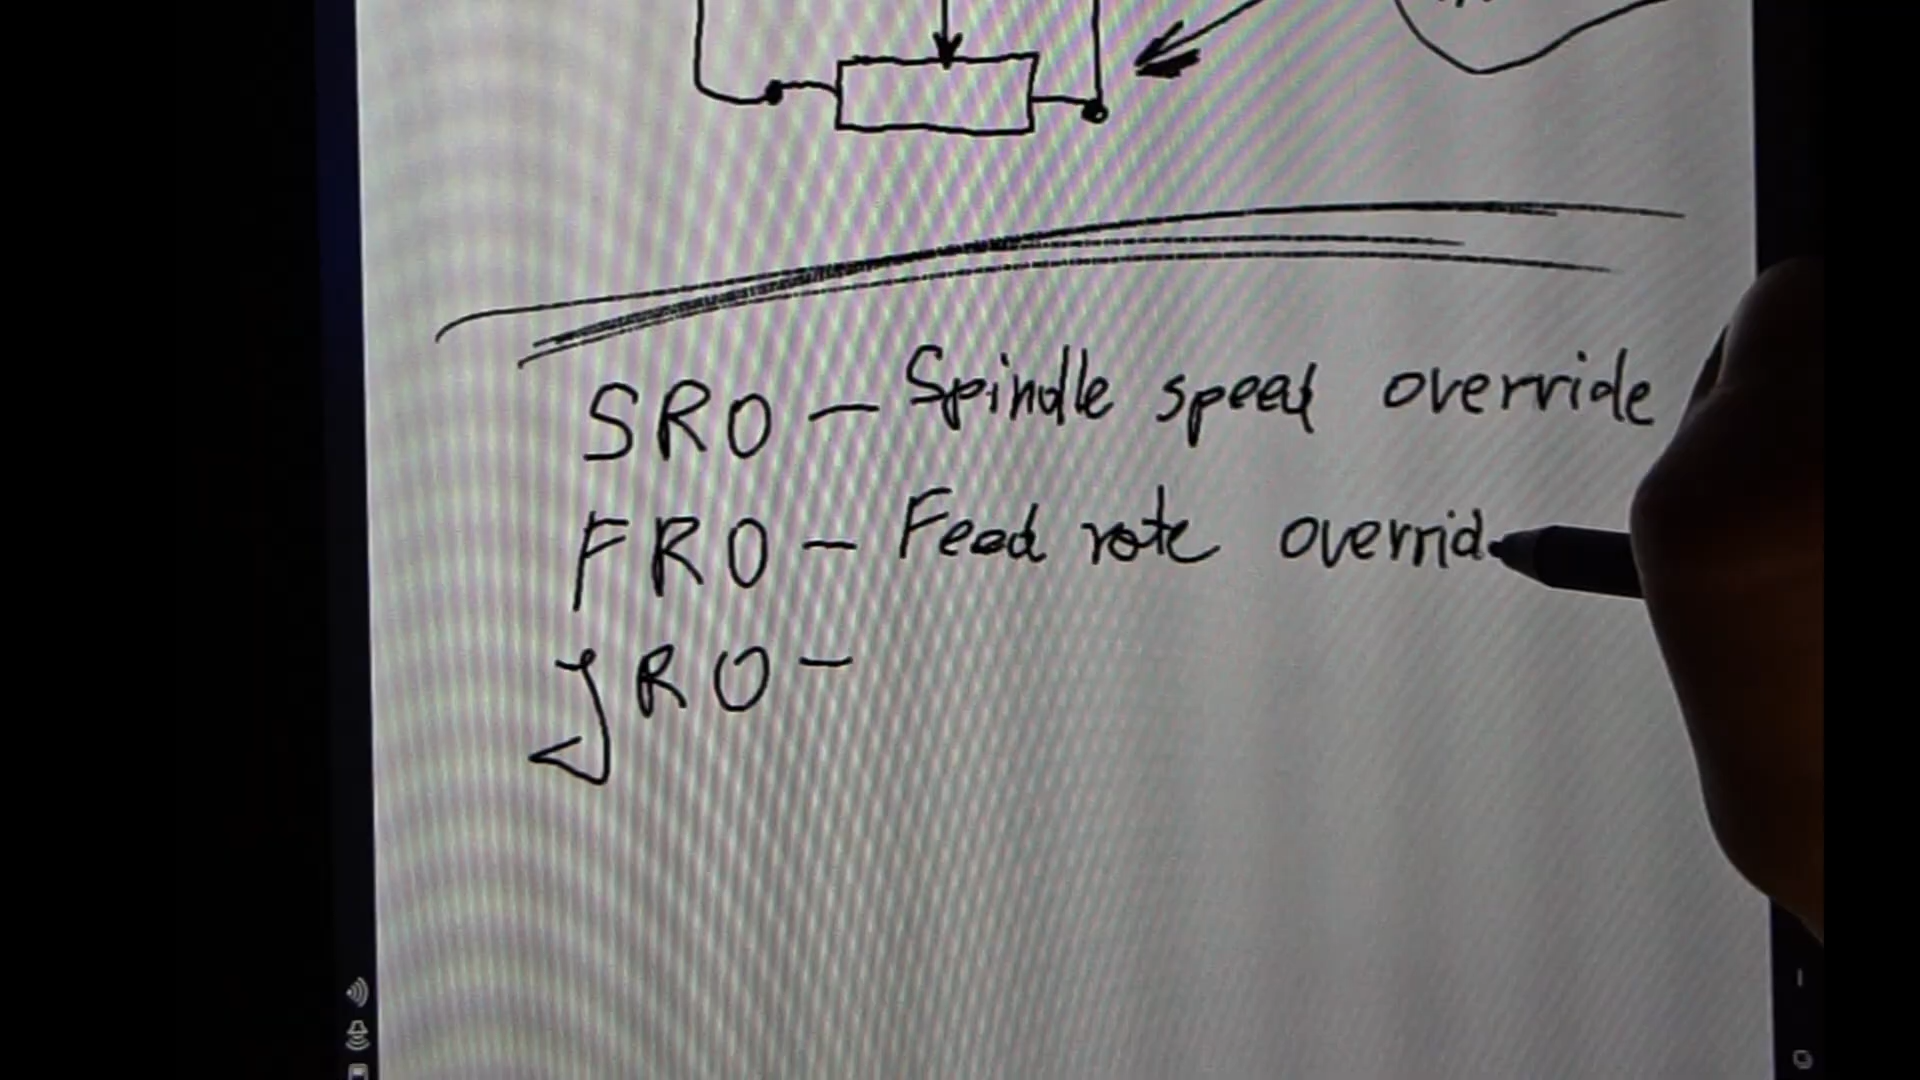 SRO — Spindle speed override
FRO — Feed rate overrid
JRO —